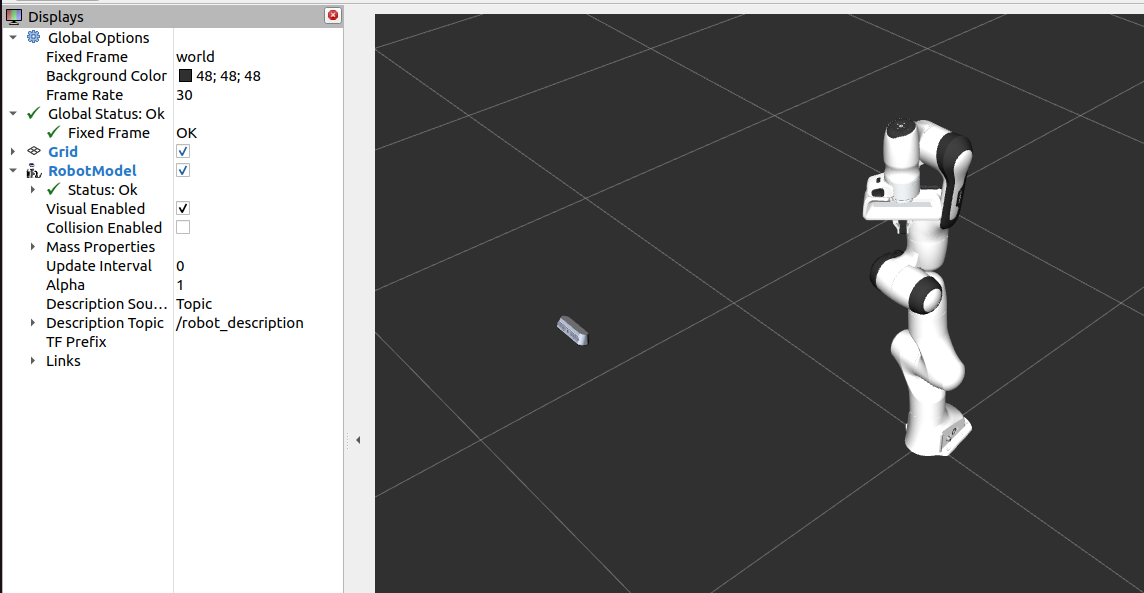 Displays
Global Options
Fixed Frame world
Background Color 48; 48; 48
Frame Rate 30
Global Status: Ok
Fixed Frame OK
Grid
RobotModel
Status: Ok
Visual Enabled
Collision Enabled
Mass Properties
Update Interval 0
Alpha 1
Description Sou... Topic
Description Topic /robot_description
TF Prefix
Links